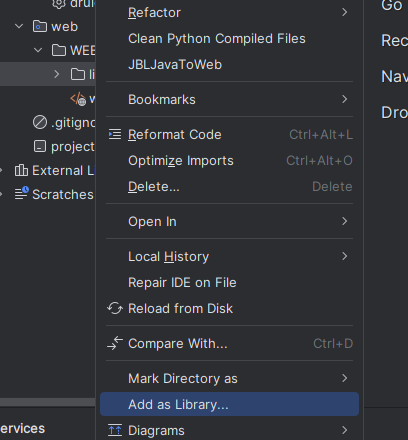 druid
Refactor
Go
web
Clean Python Compiled Files
Rec
WEB
JBLJavaToWeb
Nav
li
Bookmarks
Dro
w
.gitigno
Reformat Code Ctrl+Alt+L
project
Optimize Imports Ctrl+Alt+O
External L
Delete... Delete
Scratches
Open In
Local History
Repair IDE on File
Reload from Disk
Compare With... Ctrl+D
Mark Directory as
Add as Library...
ervices
Diagrams